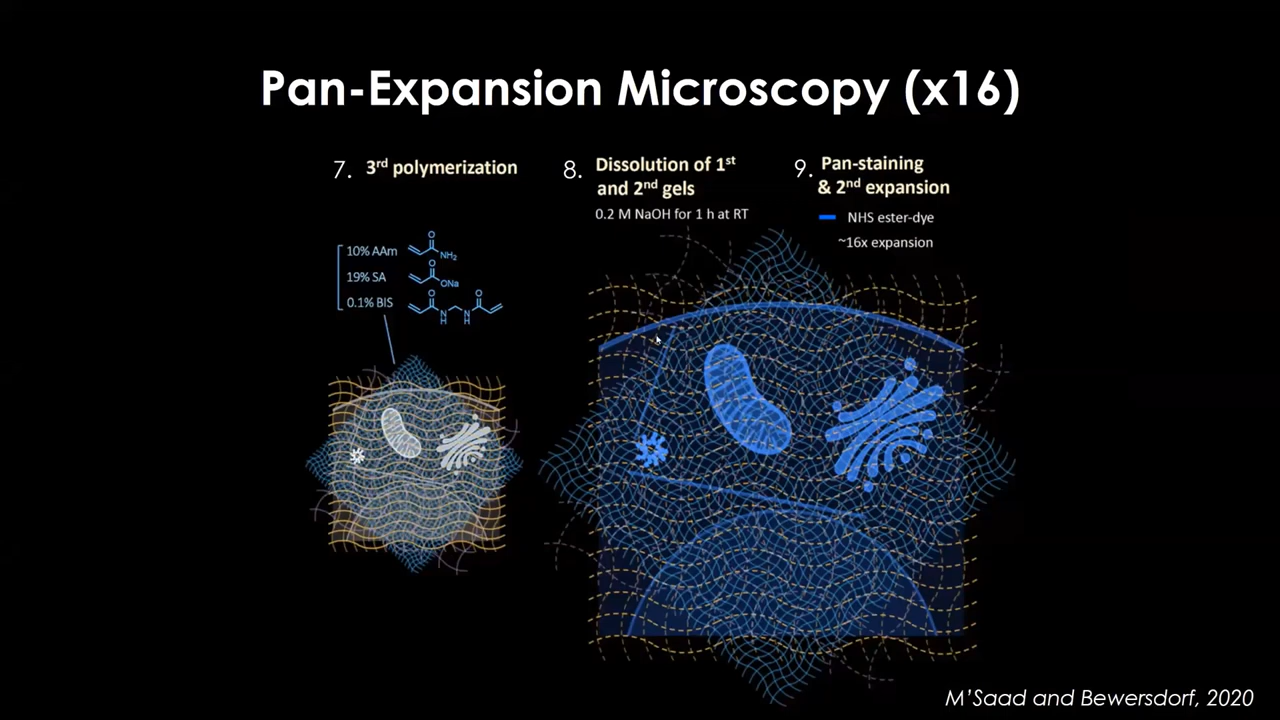 Pan-Expansion Microscopy (x16)
7. 3rd polymerization
10% AAm
NH2
19% SA
ONa
0.1% BIS
O
O
O
O
N
H
N
H
8. Dissolution of 1st
and 2nd gels
0.2 M NaOH for 1 h at RT
9. Pan-staining
& 2nd expansion
NHS ester-dye
~16x expansion
M'Saad and Bewersdorf, 2020